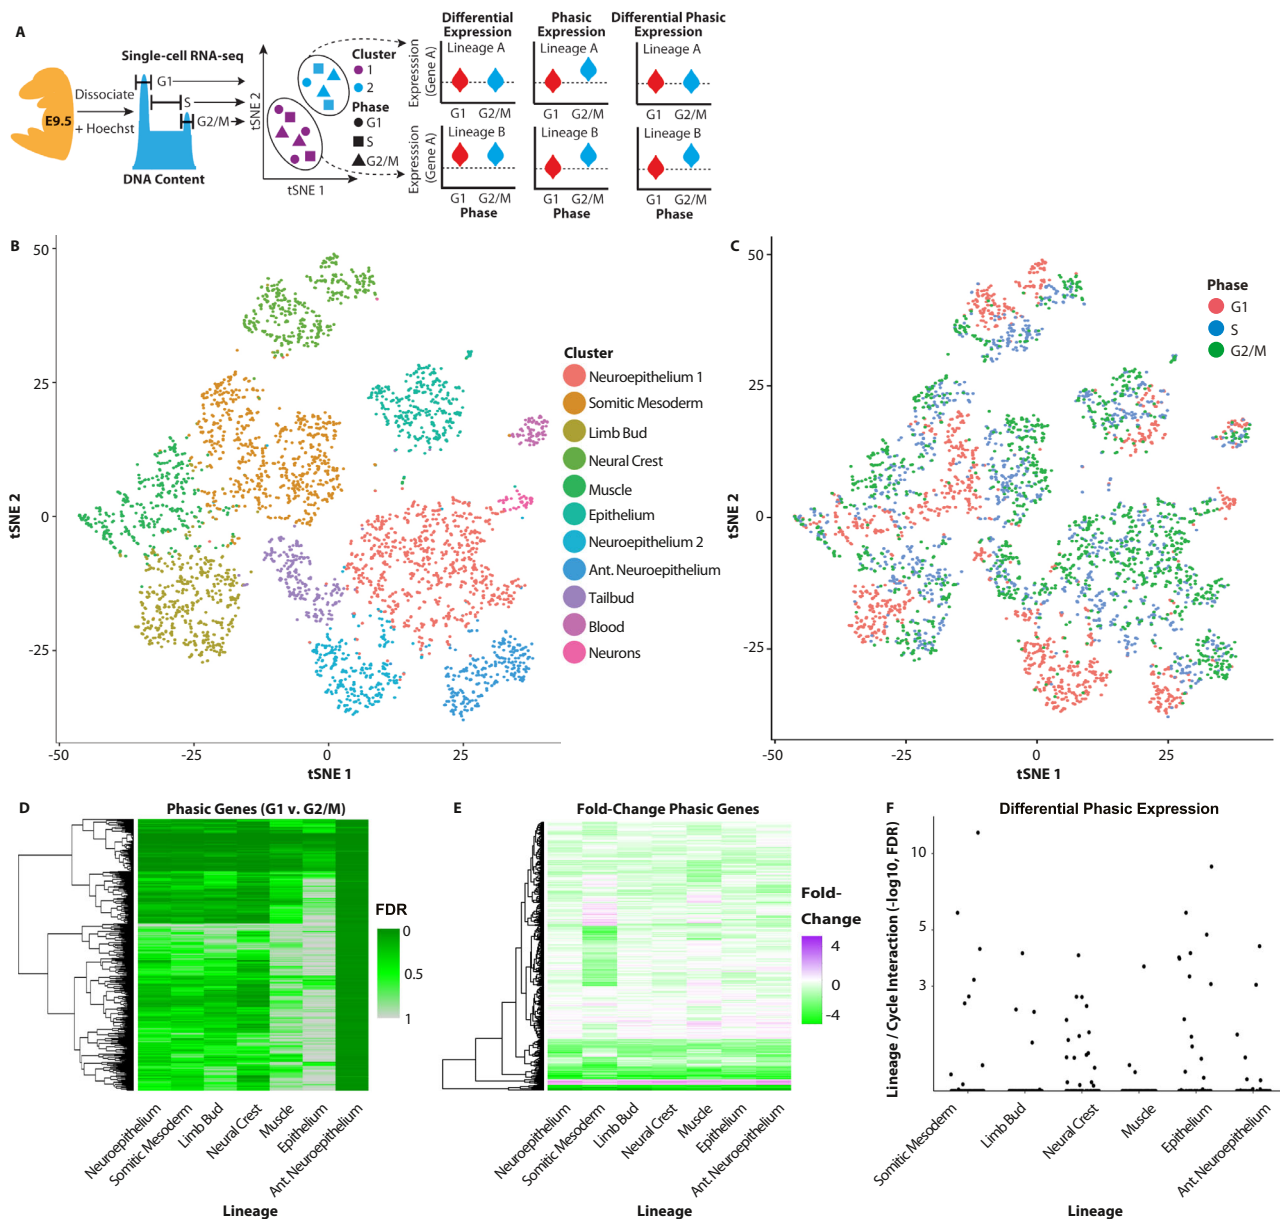 A
Single-cell RNA-seq
E9.5
Dissociate
+ Hoechst
G1
S
G2/M
DNA Content
tSNE 2
tSNE 1
Cluster
1
2
Phase
G1
S
G2/M
Differential
Expression
Phasic
Expression
Differential Phasic
Expression
Expresssion
(Gene A)
Lineage A
Lineage A
Lineage A
G1 G2/M
G1 G2/M
G1 G2/M
Expresssion
(Gene A)
Lineage B
Lineage B
Lineage B
G1 G2/M
G1 G2/M
G1 G2/M
Phase
Phase
Phase
B
50
25
0
-25
tSNE 2
-50
-25
0
25
tSNE 1
Cluster
Neuroepithelium 1
Somitic Mesoderm
Limb Bud
Neural Crest
Muscle
Epithelium
Neuroepithelium 2
Ant. Neuroepithelium
Tailbud
Blood
Neurons
C
50
25
0
-25
tSNE 2
-50
-25
0
25
tSNE 1
Phase
G1
S
G2/M
D
Phasic Genes (G1 v. G2/M)
FDR
0
0.5
1
Neuroepithelium
Somitic Mesoderm
Limb Bud
Neural Crest
Muscle
Epithelium
Ant. Neuroepithelium
Lineage
E
Fold-Change Phasic Genes
Fold-
Change
4
0
-4
Neuroepithelium
Somitic Mesoderm
Limb Bud
Neural Crest
Muscle
Epithelium
Ant. Neuroepithelium
Lineage
F
Differential Phasic Expression
Lineage / Cycle Interaction (-log10, FDR)
10
5
3
Somitic Mesoderm
Limb Bud
Neural Crest
Muscle
Epithelium
Ant. Neuroepithelium
Lineage